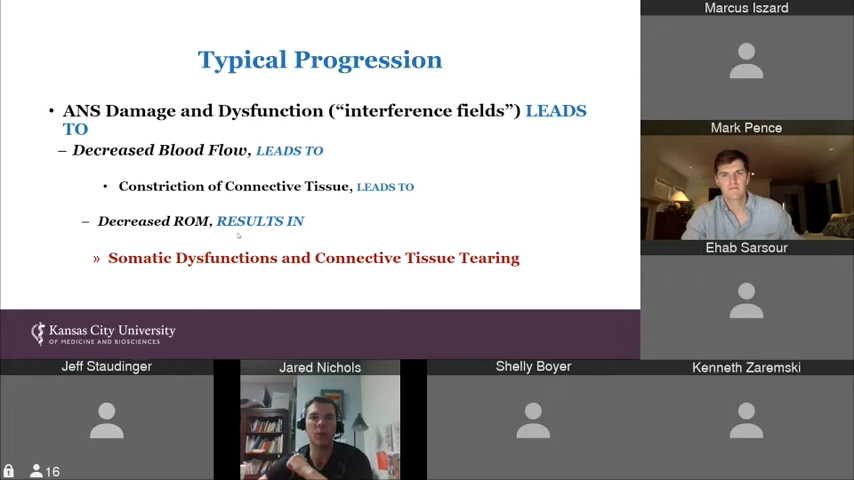 Typical Progression
• ANS Damage and Dysfunction (“interference fields”) LEADS
TO
– Decreased Blood Flow, LEADS TO
• Constriction of Connective Tissue, LEADS TO
– Decreased ROM, RESULTS IN
» Somatic Dysfunctions and Connective Tissue Tearing
Kansas City University
OF MEDICINE AND BIOSCIENCES
Marcus Iszard
Mark Pence
Ehab Sarsour
Jeff Staudinger
Jared Nichols
Shelly Boyer
Kenneth Zaremski
16